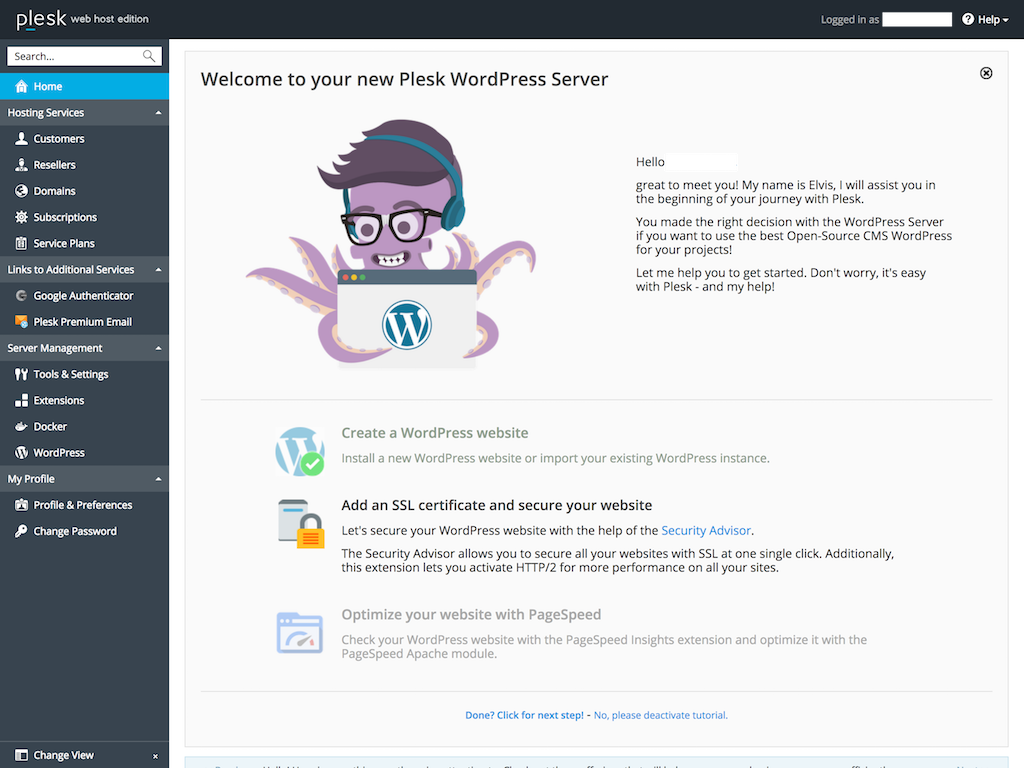 plesk web host edition
Logged in as
Help
Search...
Home
Hosting Services
Customers
Resellers
Domains
Subscriptions
Service Plans
Links to Additional Services
Google Authenticator
Plesk Premium Email
Server Management
Tools & Settings
Extensions
Docker
WordPress
My Profile
Profile & Preferences
Change Password
Change View
Welcome to your new Plesk WordPress Server
Hello
great to meet you! My name is Elvis, I will assist you in
the beginning of your journey with Plesk.
You made the right decision with the WordPress Server
if you want to use the best Open-Source CMS WordPress
for your projects!
Let me help you to get started. Don't worry, it's easy
with Plesk - and my help!
Create a WordPress website
Install a new WordPress website or import your existing WordPress instance.
Add an SSL certificate and secure your website
Let's secure your WordPress website with the help of the Security Advisor.
The Security Advisor allows you to secure all your websites with SSL at one single click. Additionally,
this extension lets you activate HTTP/2 for more performance on all your sites.
Optimize your website with PageSpeed
Check your WordPress website with the PageSpeed Insights extension and optimize it with the
PageSpeed Apache module.
Done? Click for next step! - No, please deactivate tutorial.